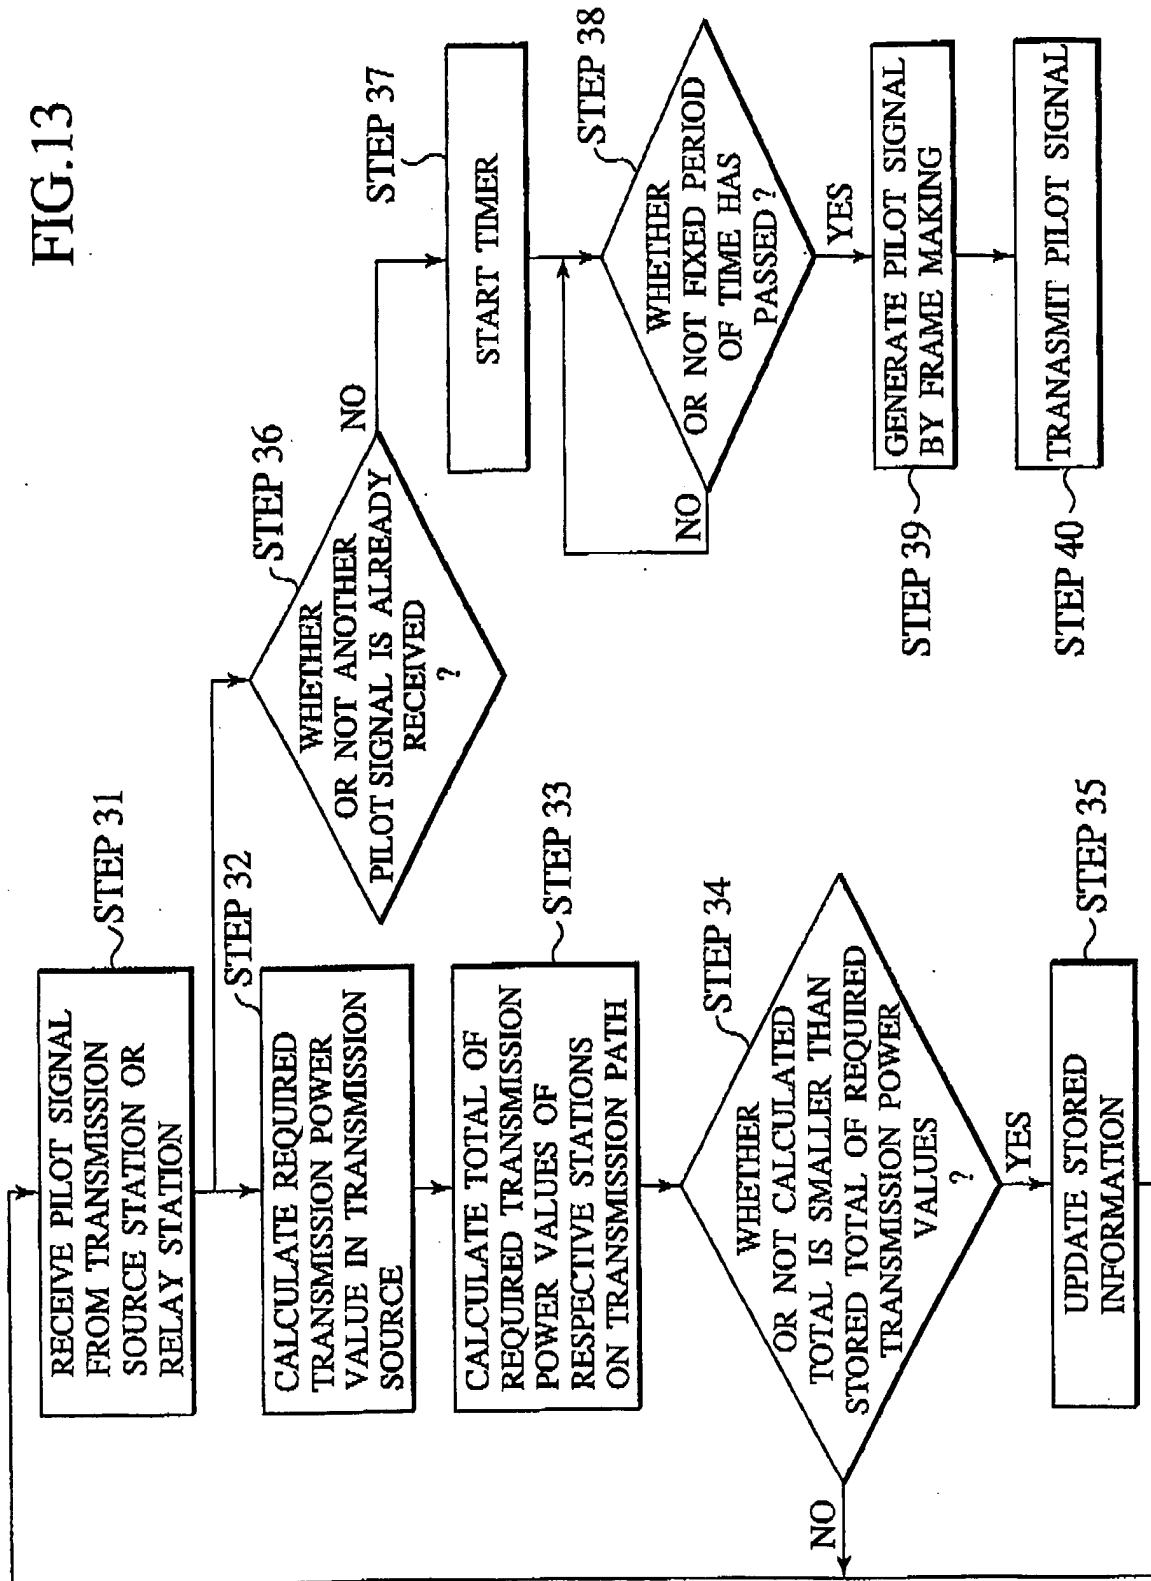 FIG.13
STEP 31
RECEIVE PILOT SIGNAL
FROM TRANSMISSION
SOURCE STATION OR
RELAY STATION
STEP 32
CALCULATE REQUIRED
TRANSMISSION POWER
VALUE IN TRANSMISSION
SOURCE
STEP 33
CALCULATE TOTAL OF
REQUIRED TRANSMISSION
POWER VALUES OF
RESPECTIVE STATIONS
ON TRANSMISSION PATH
STEP 34
WHETHER
OR NOT CALCULATED
TOTAL IS SMALLER THAN
STORED TOTAL OF REQUIRED
TRANSMISSION POWER
VALUES
?
NO
YES
STEP 35
UPDATE STORED
INFORMATION
STEP 36
WHETHER
OR NOT ANOTHER
PILOT SIGNAL IS ALREADY
RECEIVED
?
NO
STEP 37
START TIMER
STEP 38
WHETHER
OR NOT FIXED PERIOD
OF TIME HAS
PASSED ?
NO
YES
STEP 39
GENERATE PILOT SIGNAL
BY FRAME MAKING
STEP 40
TRANASMIT PILOT SIGNAL